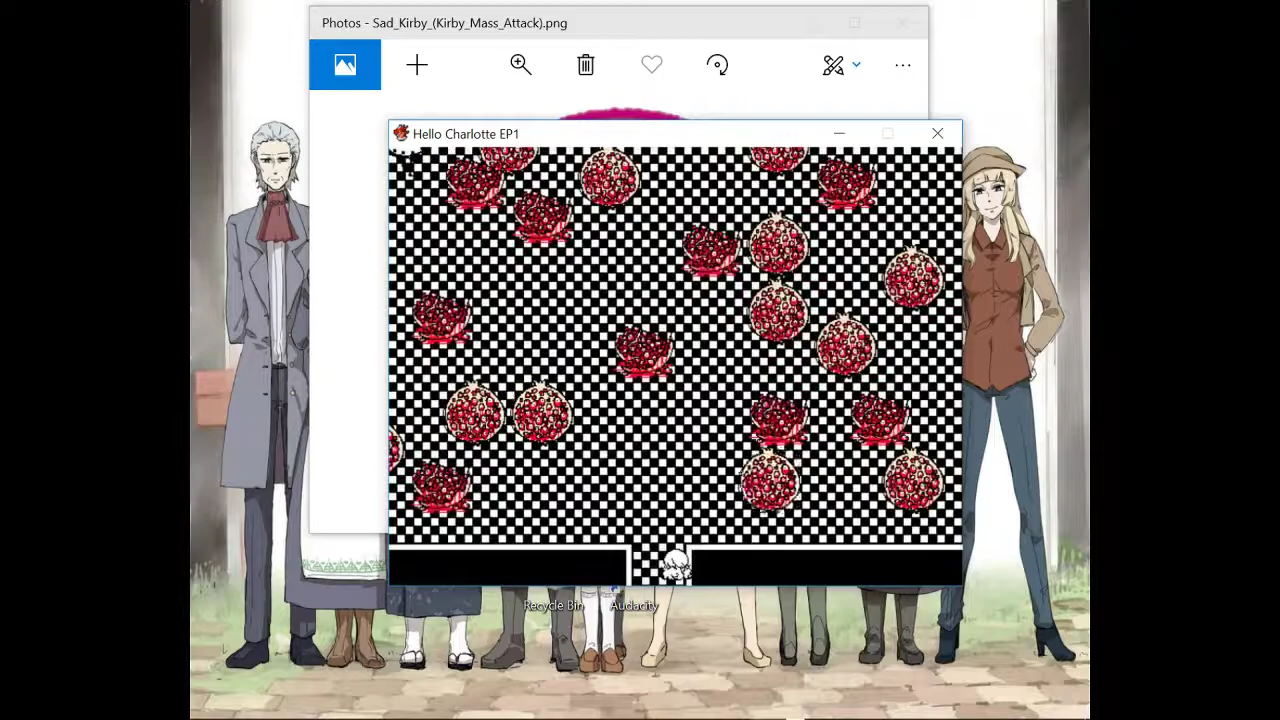 Photos - Sad_Kirby_(Kirby_Mass_Attack).png
Hello Charlotte EP1
Recycle Bin
Audacity